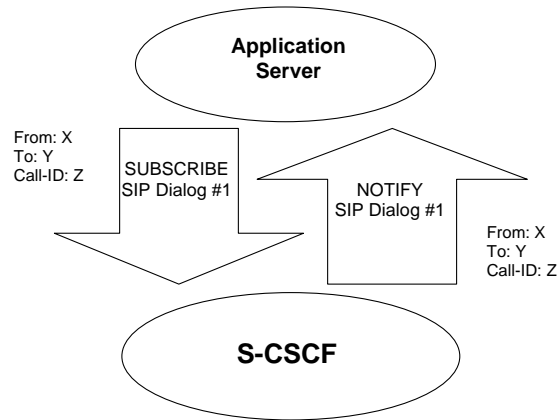 Application
Server
From: X
To: Y
Call-ID: Z
SUBSCRIBE
SIP Dialog #1
NOTIFY
SIP Dialog #1
From: X
To: Y
Call-ID: Z
S-CSCF